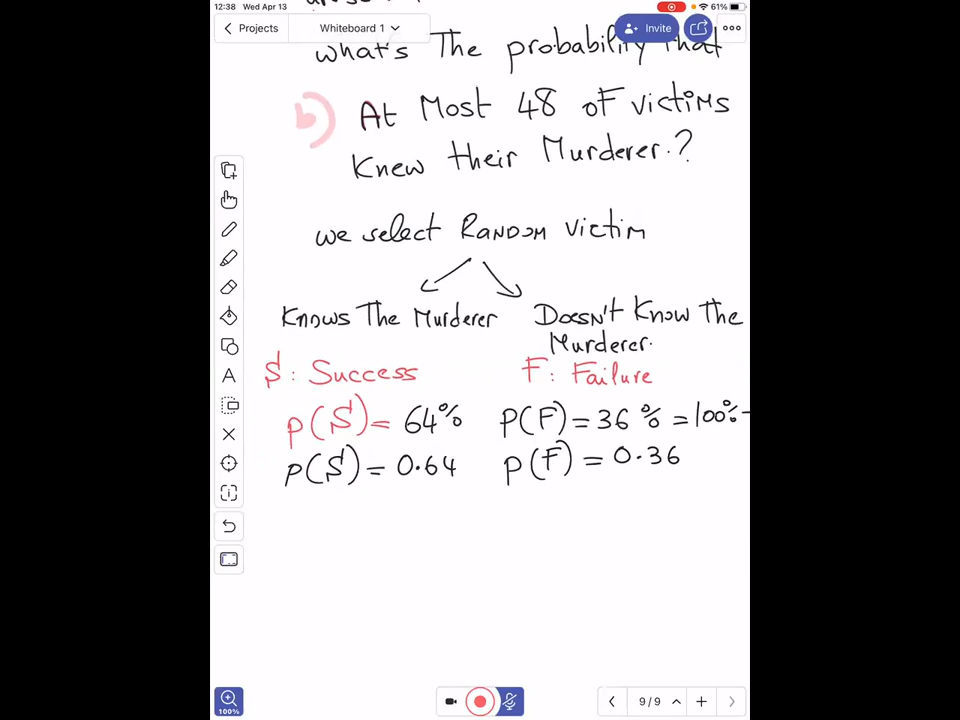 12:38 Wed Apr 13
61%
Projects
Whiteboard 1
Invite
what's The probability that
b) At Most 48 of victims
Knew their Murderer.?
we select RANDOM victim
Knows The Murderer
Doesn't Know The
Murderer.
S: Success
F: Failure
P(S) = 64%
P(F) = 36% = 100%-
P(S) = 0.64
P(F) = 0.36
A
100%
9/9